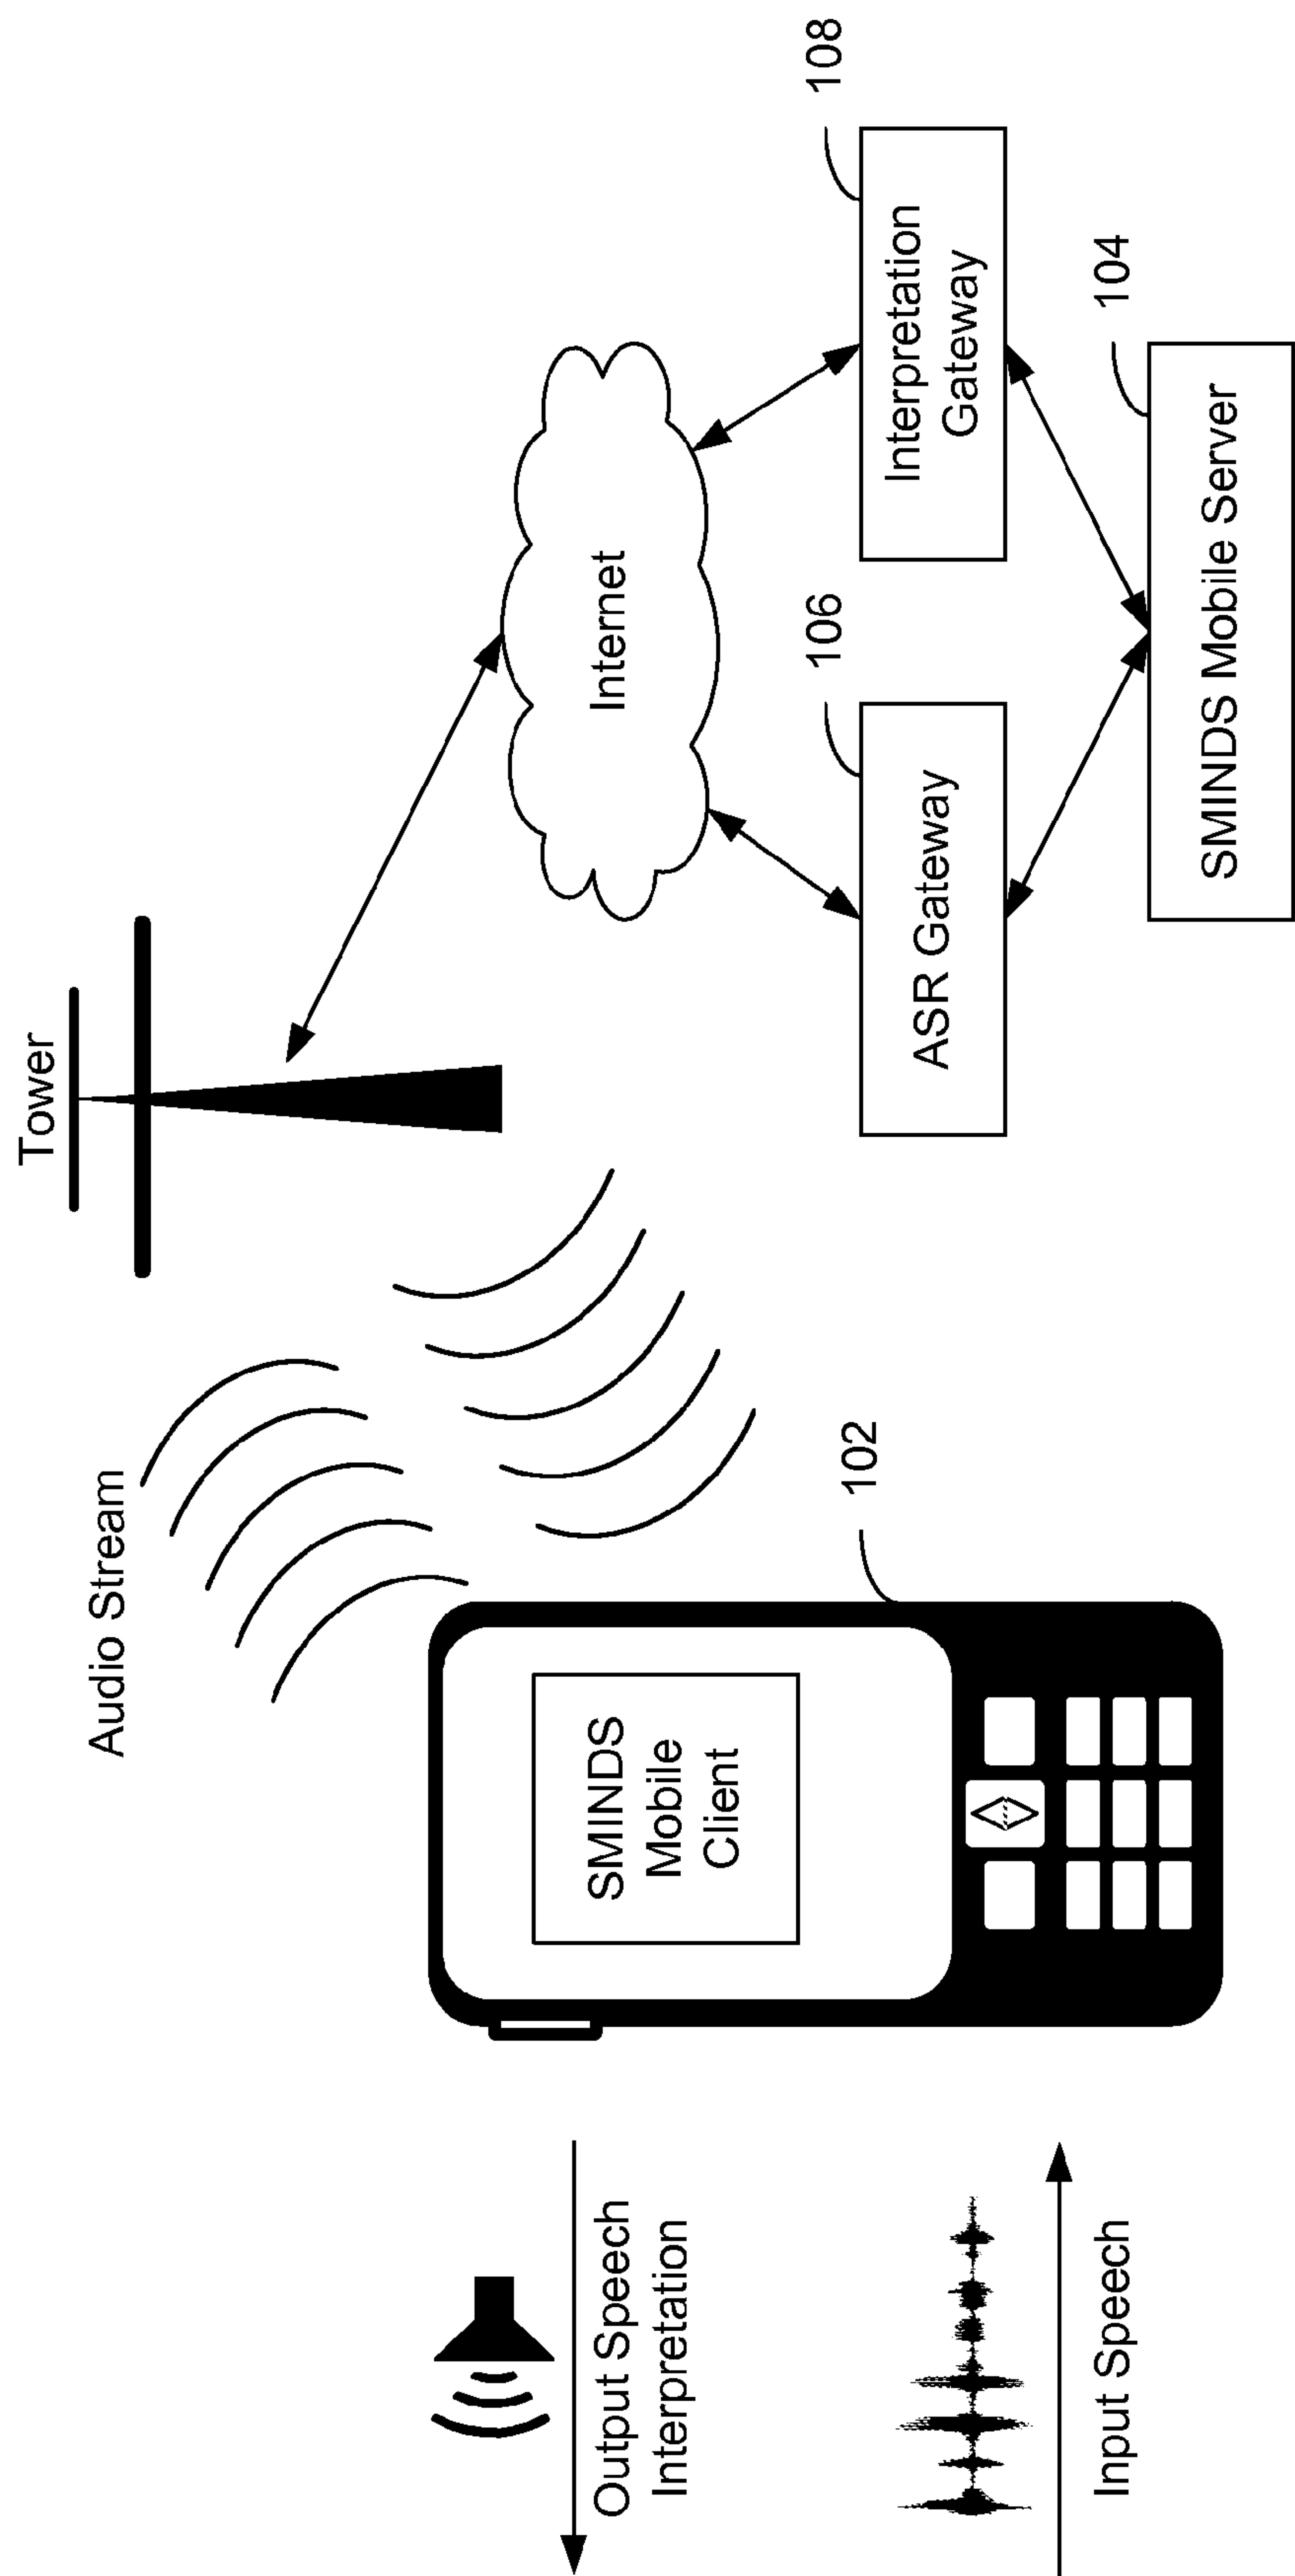 Tower
Audio Stream
Internet
108
Interpretation
Gateway
106
ASR Gateway
104
SMINDS Mobile Server
102
SMINDS
Mobile
Client
Output Speech
Interpretation
Input Speech